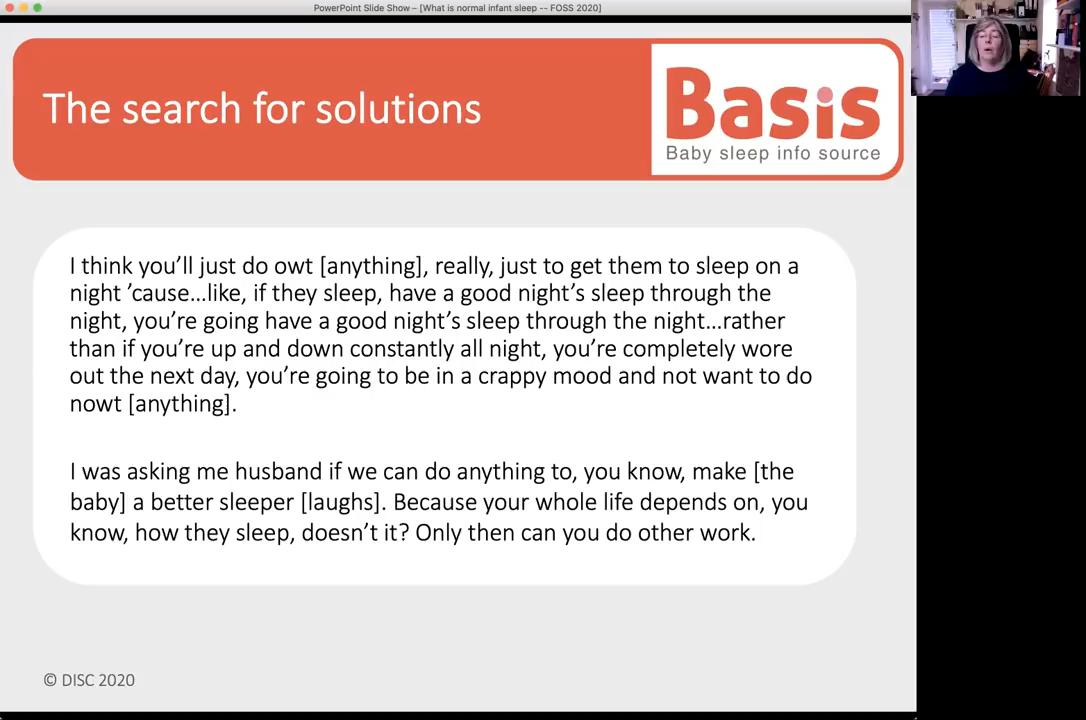 PowerPoint Slide Show – [What is normal infant sleep -- FOSS 2020]
The search for solutions
Basis
Baby sleep info source
I think you’ll just do owt [anything], really, just to get them to sleep on a
night ’cause...like, if they sleep, have a good night’s sleep through the
night, you’re going have a good night’s sleep through the night...rather
than if you’re up and down constantly all night, you’re completely wore
out the next day, you’re going to be in a crappy mood and not want to do
nowt [anything].
I was asking me husband if we can do anything to, you know, make [the
baby] a better sleeper [laughs]. Because your whole life depends on, you
know, how they sleep, doesn’t it? Only then can you do other work.
© DISC 2020